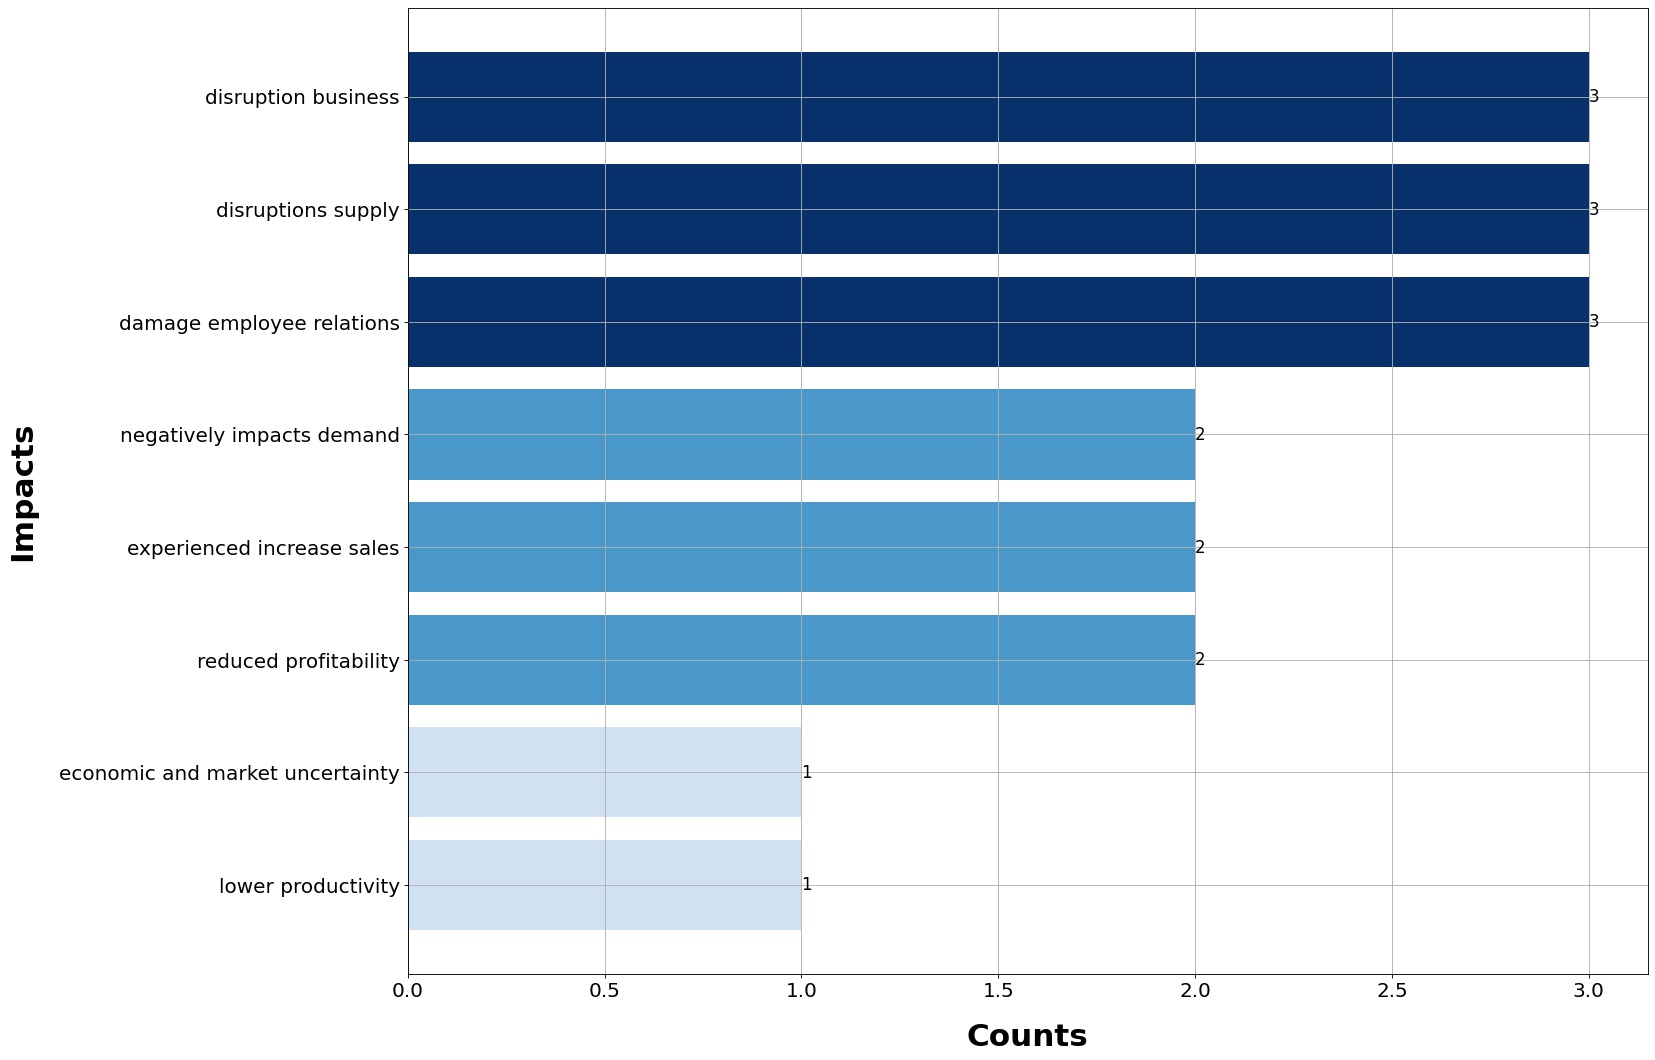 disruption business
3
disruptions supply
3
damage employee relations
3
negatively impacts demand
2
experienced increase sales
2
reduced profitability
2
economic and market uncertainty
1
lower productivity
1
Impacts
0.0 0.5 1.0 1.5 2.0 2.5 3.0
Counts